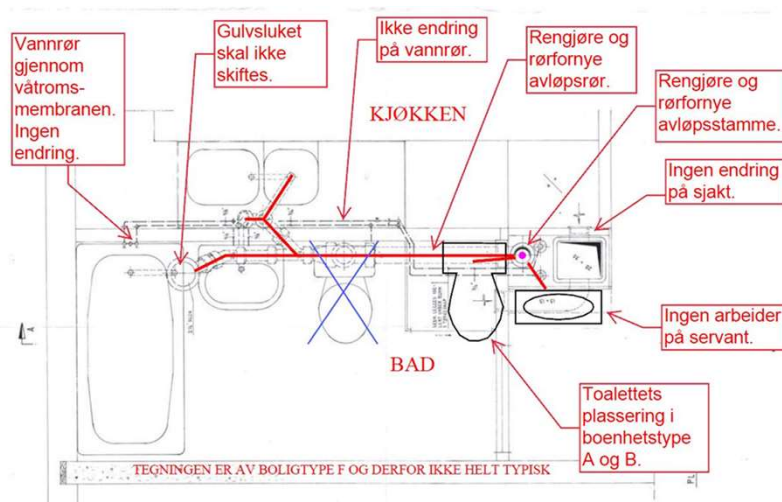 Vannrør
gjennom
våtroms-
membranen.
Ingen
endring.
Gulvsluket
skal ikke
skiftes.
Ikke endring
på vannrør.
Rengjøre og
rørfornye
avløpsrør.
Rengjøre og
rørfornye
avløpsstamme.
Ingen endring
på sjakt.
Ingen arbeider
på servant.
Toalettets
plassering i
boenhetstype
A og B.
KJØKKEN
BAD
A
TEGNINGEN ER AV BOLIGTYPE F OG DERFOR IKKE HELT TYPISK
PL